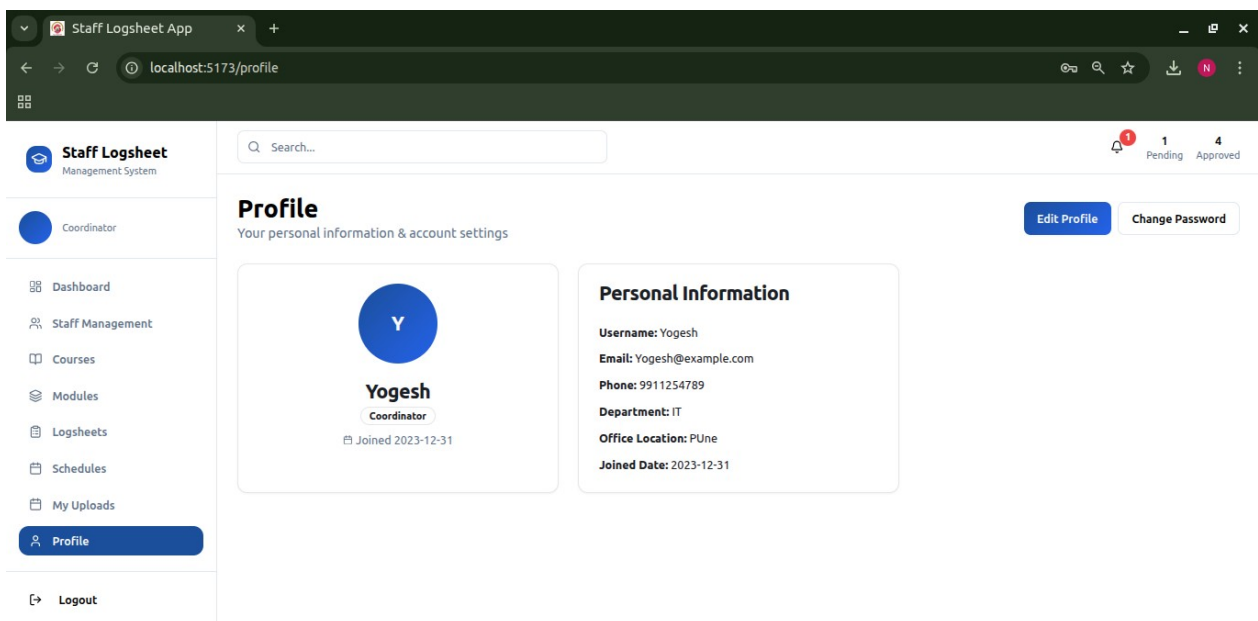 Staff Logsheet App
localhost:5173/profile
N
Staff Logsheet
Management System
Search...
1
1
Pending
4
Approved
Coordinator
Profile
Your personal information & account settings
Edit Profile
Change Password
Dashboard
Staff Management
Courses
Modules
Logsheets
Schedules
My Uploads
Profile
Logout
Y
Yogesh
Coordinator
Joined 2023-12-31
Personal Information
Username: Yogesh
Email: Yogesh@example.com
Phone: 9911254789
Department: IT
Office Location: PUne
Joined Date: 2023-12-31